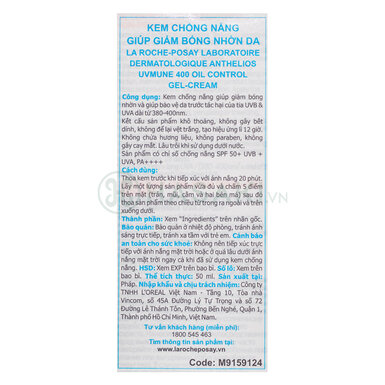 KEM CHỐNG NẮNG
GIÚP GIẢM BÓNG NHỜN DA
LA ROCHE-POSAY LABORATOIRE
DERMATOLOGIQUE ANTHELIOS
UVMUNE 400 OIL CONTROL
GEL-CREAM
Công dụng: Kem chống nắng giúp giảm bóng
nhờn và giúp bảo vệ da trước tác hại của tia UVB &
UVA dài từ 380-400nm.
Kết cấu sản phẩm khô thoáng, không gây bết
dính, không để lại vệt trắng, tạo hiệu ứng lì 12 giờ.
Không chứa hương liệu, không paraben, không
gây cay mắt. Lâu trôi khi sử dụng dưới nước.
Sản phẩm có chỉ số chống nắng SPF 50+ UVB +
UVA, PA++++
Cách dùng:
Thoa kem trước khi tiếp xúc với ánh nắng 20 phút.
Lấy một lượng sản phẩm vừa đủ và chấm 5 điểm
trên mặt (trán, mũi, cằm và hai bên má) sau đó
thoa sản phẩm theo chiều từ trong ra ngoài và trên
xuống dưới.
Thành phần: Xem "Ingredients" trên nhãn gốc.
Bảo quản: Bảo quản ở nhiệt độ phòng, tránh ánh
sáng trực tiếp, tránh xa tầm với trẻ em. Cảnh báo
an toàn cho sức khoẻ: Không nên tiếp xúc trực
tiếp với ánh nắng mặt trời hoặc ở quá lâu dưới ánh
nắng mặt trời ngay cả khi đã sử dụng kem chống
nắng. HSD: Xem EXP trên bao bì. Số lô: Xem trên
bao bì. Thể tích thực: 50 ml. Sản xuất tại:
Pháp. Nhập khẩu và chịu trách nhiệm: Công ty
TNHH L'OREAL Việt Nam - Tầng 10, Tòa nhà
Vincom, số 45A Đường Lý Tự Trọng và số 72
Đường Lê Thánh Tôn, Phường Bến Nghé, Quận 1,
Thành phố Hồ Chí Minh, Việt Nam.
Tư vấn khách hàng (miễn phí):
1800 545 463
Tìm thông tin sản phẩm tại:
www.larocheposay.vn
Code: M9159124